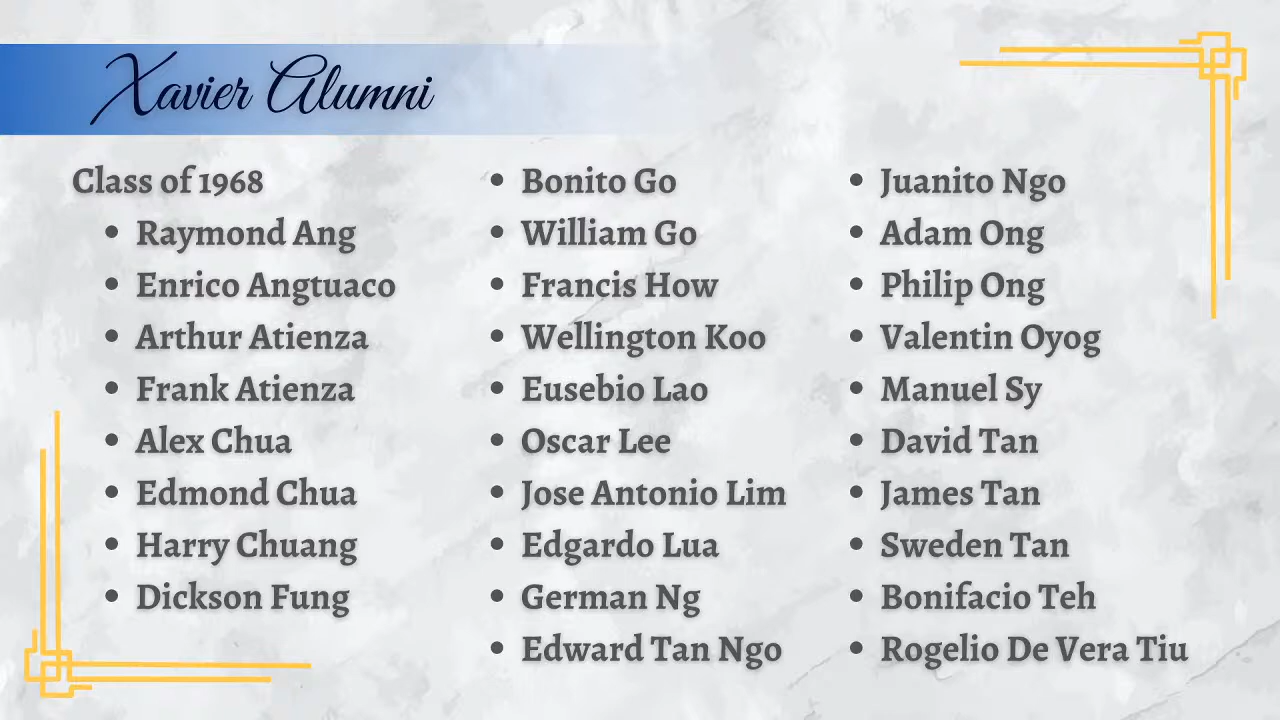 Xavier Alumni
Class of 1968
• Raymond Ang
• Enrico Angtuaco
• Arthur Atienza
• Frank Atienza
• Alex Chua
• Edmond Chua
• Harry Chuang
• Dickson Fung
• Bonito Go
• William Go
• Francis How
• Wellington Koo
• Eusebio Lao
• Oscar Lee
• Jose Antonio Lim
• Edgardo Lua
• German Ng
• Edward Tan Ngo
• Juanito Ngo
• Adam Ong
• Philip Ong
• Valentin Oyog
• Manuel Sy
• David Tan
• James Tan
• Sweden Tan
• Bonifacio Teh
• Rogelio De Vera Tiu